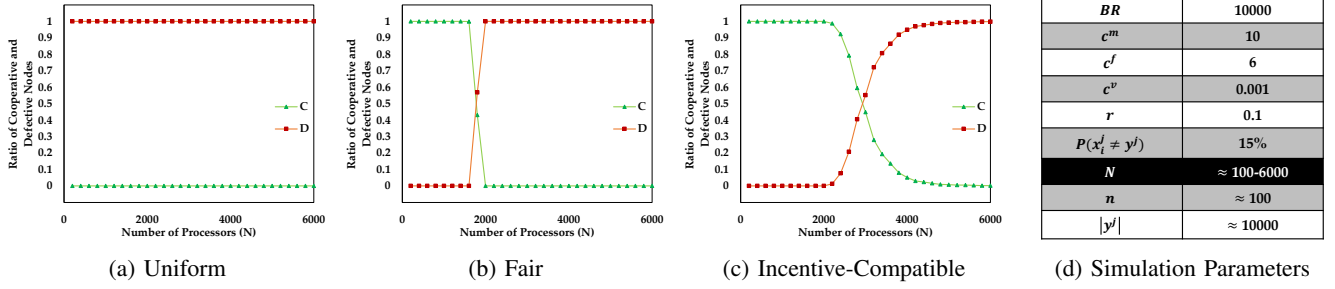 Ratio of Cooperative and
Defective Nodes
1
0.9
0.8
0.7
0.6
0.5
0.4
0.3
0.2
0.1
0
0
2000
4000
6000
Number of Processors (N)
C
D
(a) Uniform
Ratio of Cooperative and
Defective Nodes
1
0.9
0.8
0.7
0.6
0.5
0.4
0.3
0.2
0.1
0
0
2000
4000
6000
Number of Processors (N)
C
D
(b) Fair
Ratio of Cooperative and
Defective Nodes
1
0.9
0.8
0.7
0.6
0.5
0.4
0.3
0.2
0.1
0
0
2000
4000
6000
Number of Processors (N)
C
D
(c) Incentive-Compatible
BR 10000
c^m 10
c^f 6
c^v 0.001
r 0.1
P(x_i^j ≠ y^j) 15%
N ≈ 100-6000
n ≈ 100
|y^j| ≈ 10000
(d) Simulation Parameters